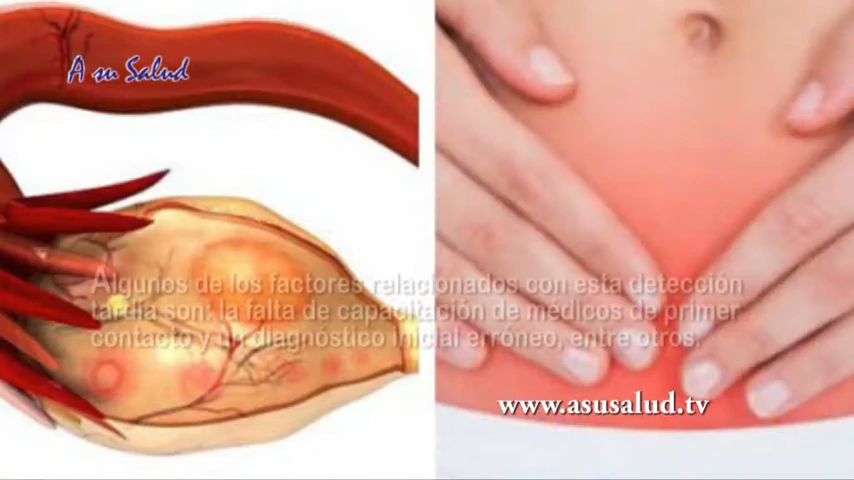 A su Salud
Algunos de los factores relacionados con esta detección
tardía son: la falta de capacitación de médicos de primer
contacto y un diagnóstico inicial erróneo, entre otros.
www.asusalud.tv